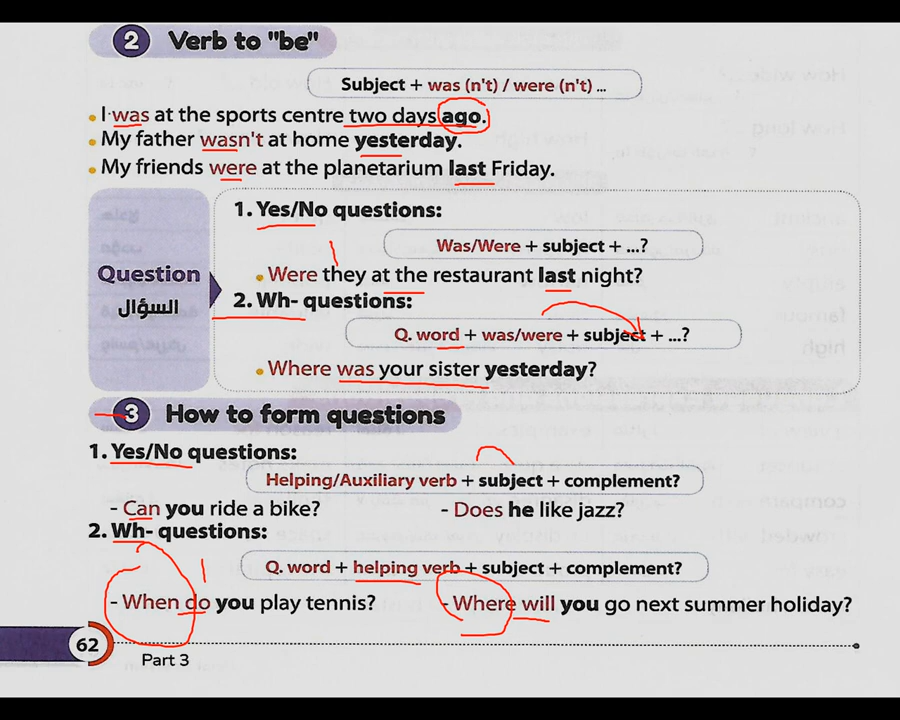 2 Verb to "be"
Subject + was (n't) / were (n't) ...
• I was at the sports centre two days ago.
• My father wasn't at home yesterday.
• My friends were at the planetarium last Friday.
Question
السؤال
1. Yes/No questions:
Was/Were + subject + ...?
• Were they at the restaurant last night?
2. Wh- questions:
Q. word + was/were + subject + ...?
• Where was your sister yesterday?
3 How to form questions
1. Yes/No questions:
Helping/Auxiliary verb + subject + complement?
- Can you ride a bike? - Does he like jazz?
2. Wh- questions:
Q. word + helping verb + subject + complement?
- When do you play tennis? - Where will you go next summer holiday?
62
Part 3